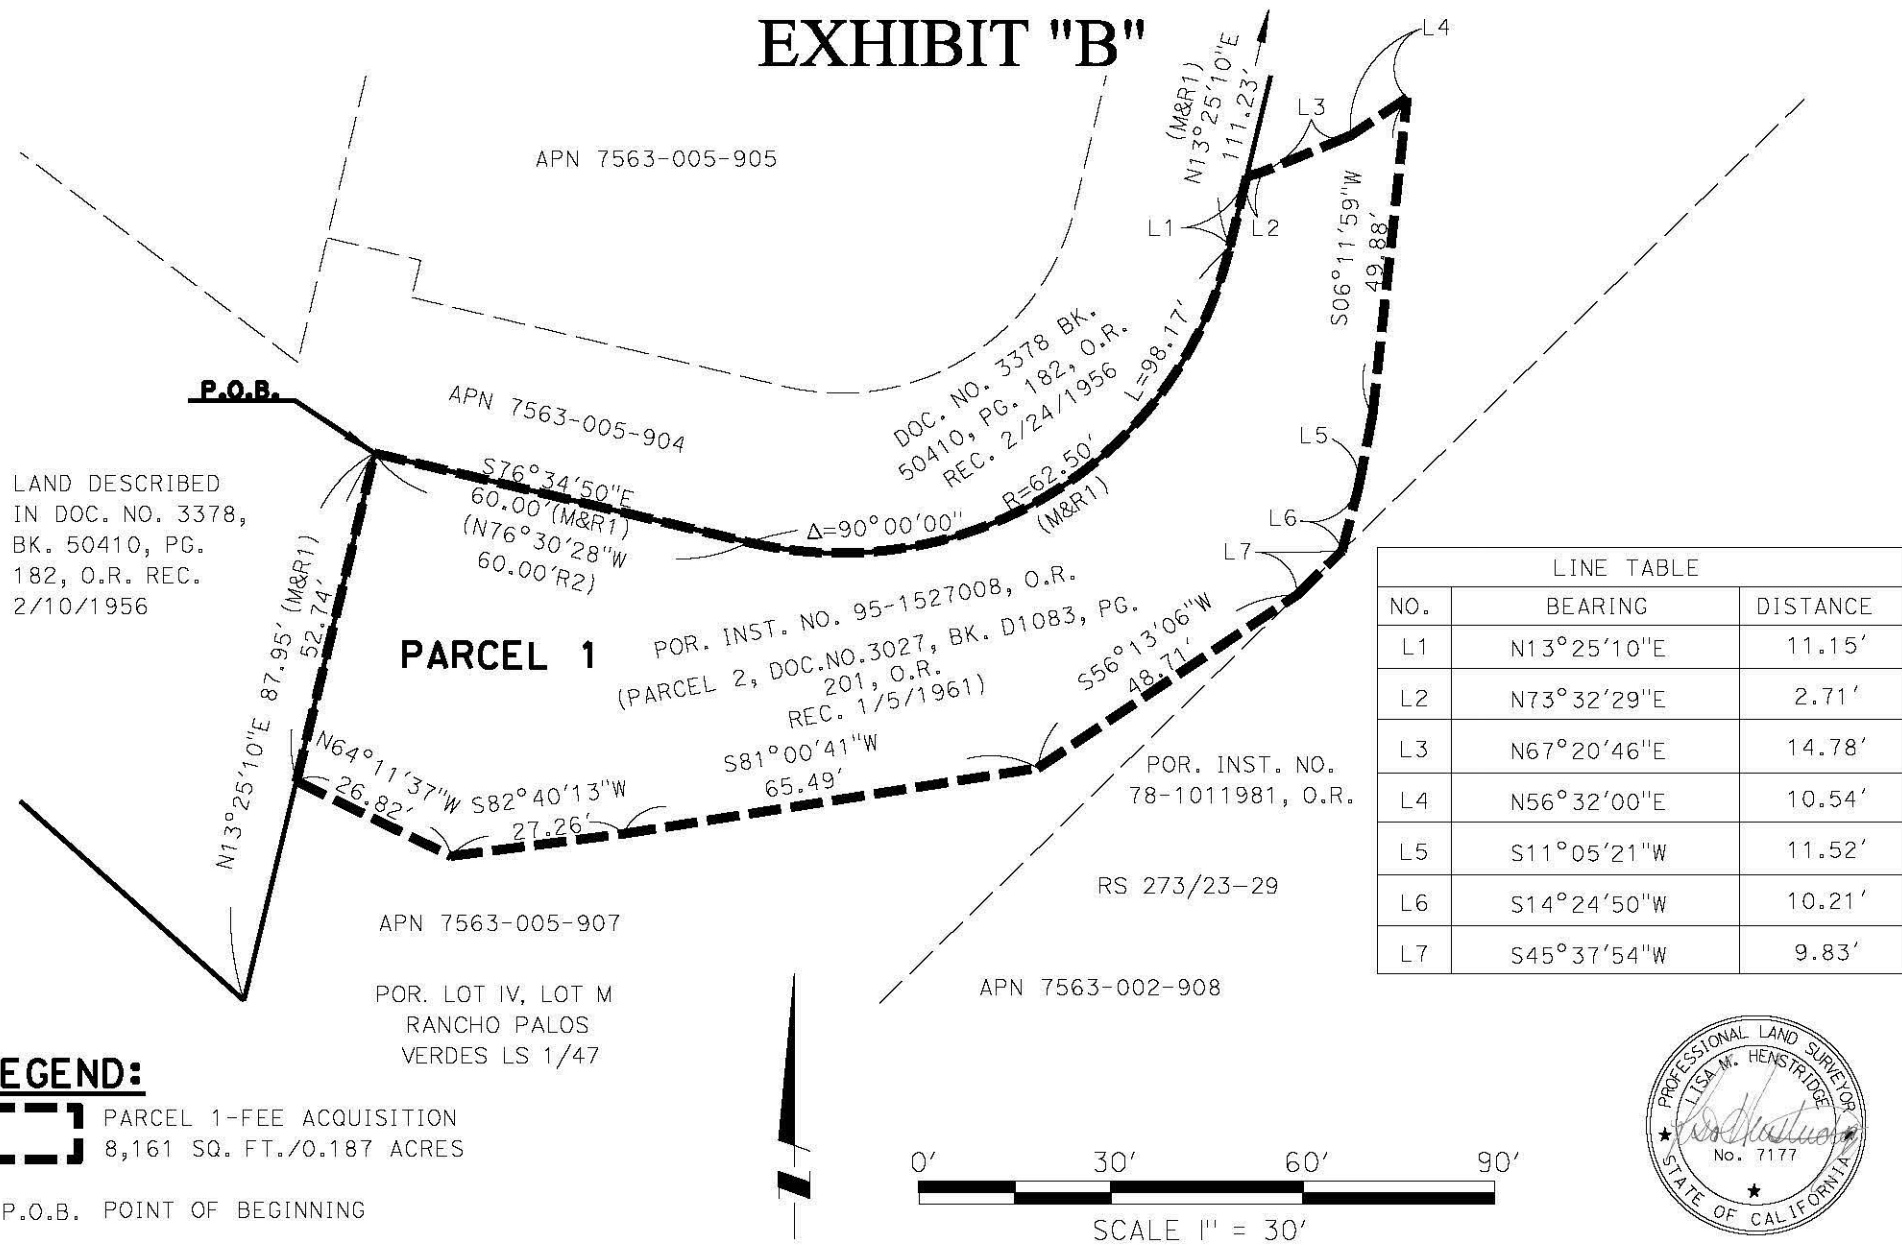 EXHIBIT "B"
L4
L3
(M&R1)
N13°25'10"E
111.23'
APN 7563-005-905
L1
L2
S06°11'59"W
49.88'
DOC. NO. 3378 BK.
50410, PG. 182, O.R.
REC. 2/24/1956
L=98.17'
P.O.B.
APN 7563-005-904
S76°34'50"E
60.00'(M&R1)
(N76°30'28"W
60.00'R2)
Δ=90°00'00"
R=62.50'
(M&R1)
L5
L6
L7
LAND DESCRIBED
IN DOC. NO. 3378,
BK. 50410, PG.
182, O.R. REC.
2/10/1956
N13°25'10"E 87.95' (M&R1)
52.74'
PARCEL 1
POR. INST. NO. 95-1527008, O.R.
(PARCEL 2, DOC.NO.3027, BK. D1083, PG.
201, O.R.
REC. 1/5/1961)
S56°13'06"W
48.71'
N64°11'37"W
26.82'
S82°40'13"W
27.26'
S81°00'41"W
65.49'
POR. INST. NO.
78-1011981, O.R.
RS 273/23-29
APN 7563-005-907
APN 7563-002-908
POR. LOT IV, LOT M
RANCHO PALOS
VERDES LS 1/47
LINE TABLE
NO. BEARING DISTANCE
L1 N13°25'10"E 11.15'
L2 N73°32'29"E 2.71'
L3 N67°20'46"E 14.78'
L4 N56°32'00"E 10.54'
L5 S11°05'21"W 11.52'
L6 S14°24'50"W 10.21'
L7 S45°37'54"W 9.83'
EGEND:
PARCEL 1-FEE ACQUISITION
8,161 SQ. FT./0.187 ACRES
P.O.B. POINT OF BEGINNING
0' 30' 60' 90'
SCALE 1" = 30'
PROFESSIONAL LAND SURVEYOR
LISA M. HENSTRIDGE
No. 7177
STATE OF CALIFORNIA